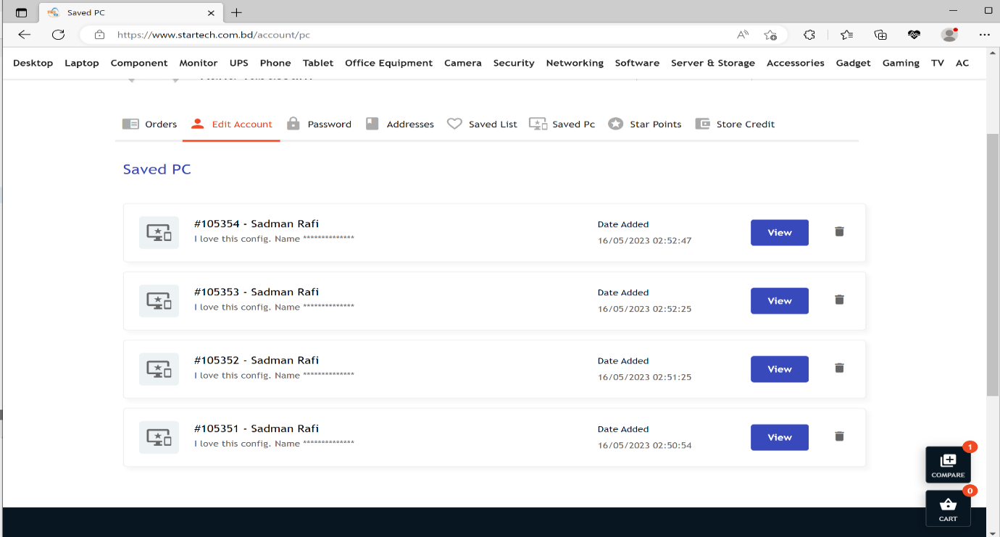 Saved PC
https://www.startech.com.bd/account/pc
Desktop Laptop Component Monitor UPS Phone Tablet Office Equipment Camera Security Networking Software Server & Storage Accessories Gadget Gaming TV AC
Orders Edit Account Password Addresses Saved List Saved Pc Star Points Store Credit
Saved PC
#105354 - Sadman Rafi
I love this config. Name **************
Date Added
16/05/2023 02:52:47
View
#105353 - Sadman Rafi
I love this config. Name **************
Date Added
16/05/2023 02:52:25
View
#105352 - Sadman Rafi
I love this config. Name **************
Date Added
16/05/2023 02:51:25
View
#105351 - Sadman Rafi
I love this config. Name **************
Date Added
16/05/2023 02:50:54
View
1
COMPARE
0
CART